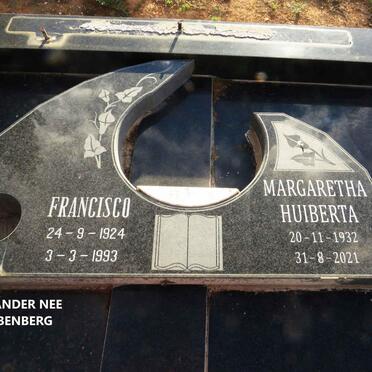 FRANCISCO
24 - 9 - 1924
3 - 3 - 1993
MARGARETHA
HUIBERTA
20 - 11 - 1932
31 - 8 - 2021
ANDER NEE
BENBERG